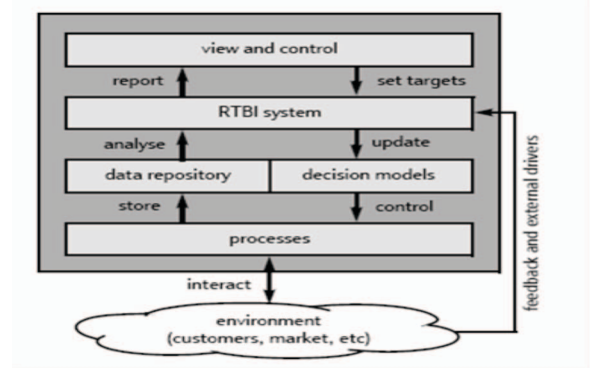 view and control
report
set targets
RTBI system
analyse
update
data repository
decision models
store
control
processes
interact
environment
(customers, market, etc)
feedback and external drivers